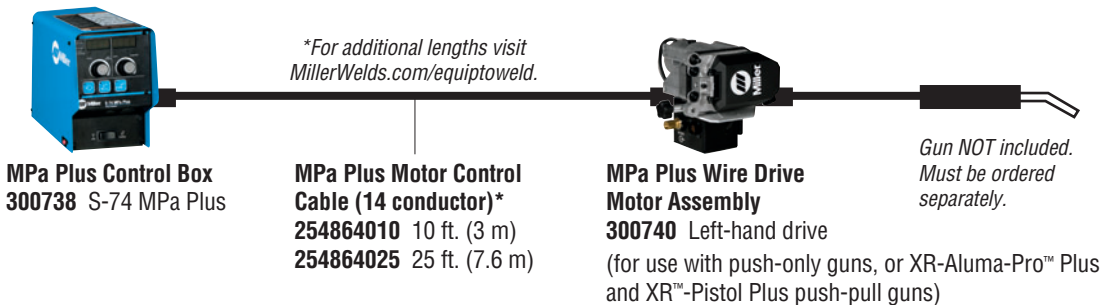 *For additional lengths visit
MillerWelds.com/equiptoweld.
Miller
Gun NOT included.
Must be ordered
separately.
MPa Plus Control Box
300738 S-74 MPa Plus
MPa Plus Motor Control
Cable (14 conductor)*
254864010 10 ft. (3 m)
254864025 25 ft. (7.6 m)
MPa Plus Wire Drive
Motor Assembly
300740 Left-hand drive
(for use with push-only guns, or XR-Aluma-Pro™ Plus
and XR™-Pistol Plus push-pull guns)